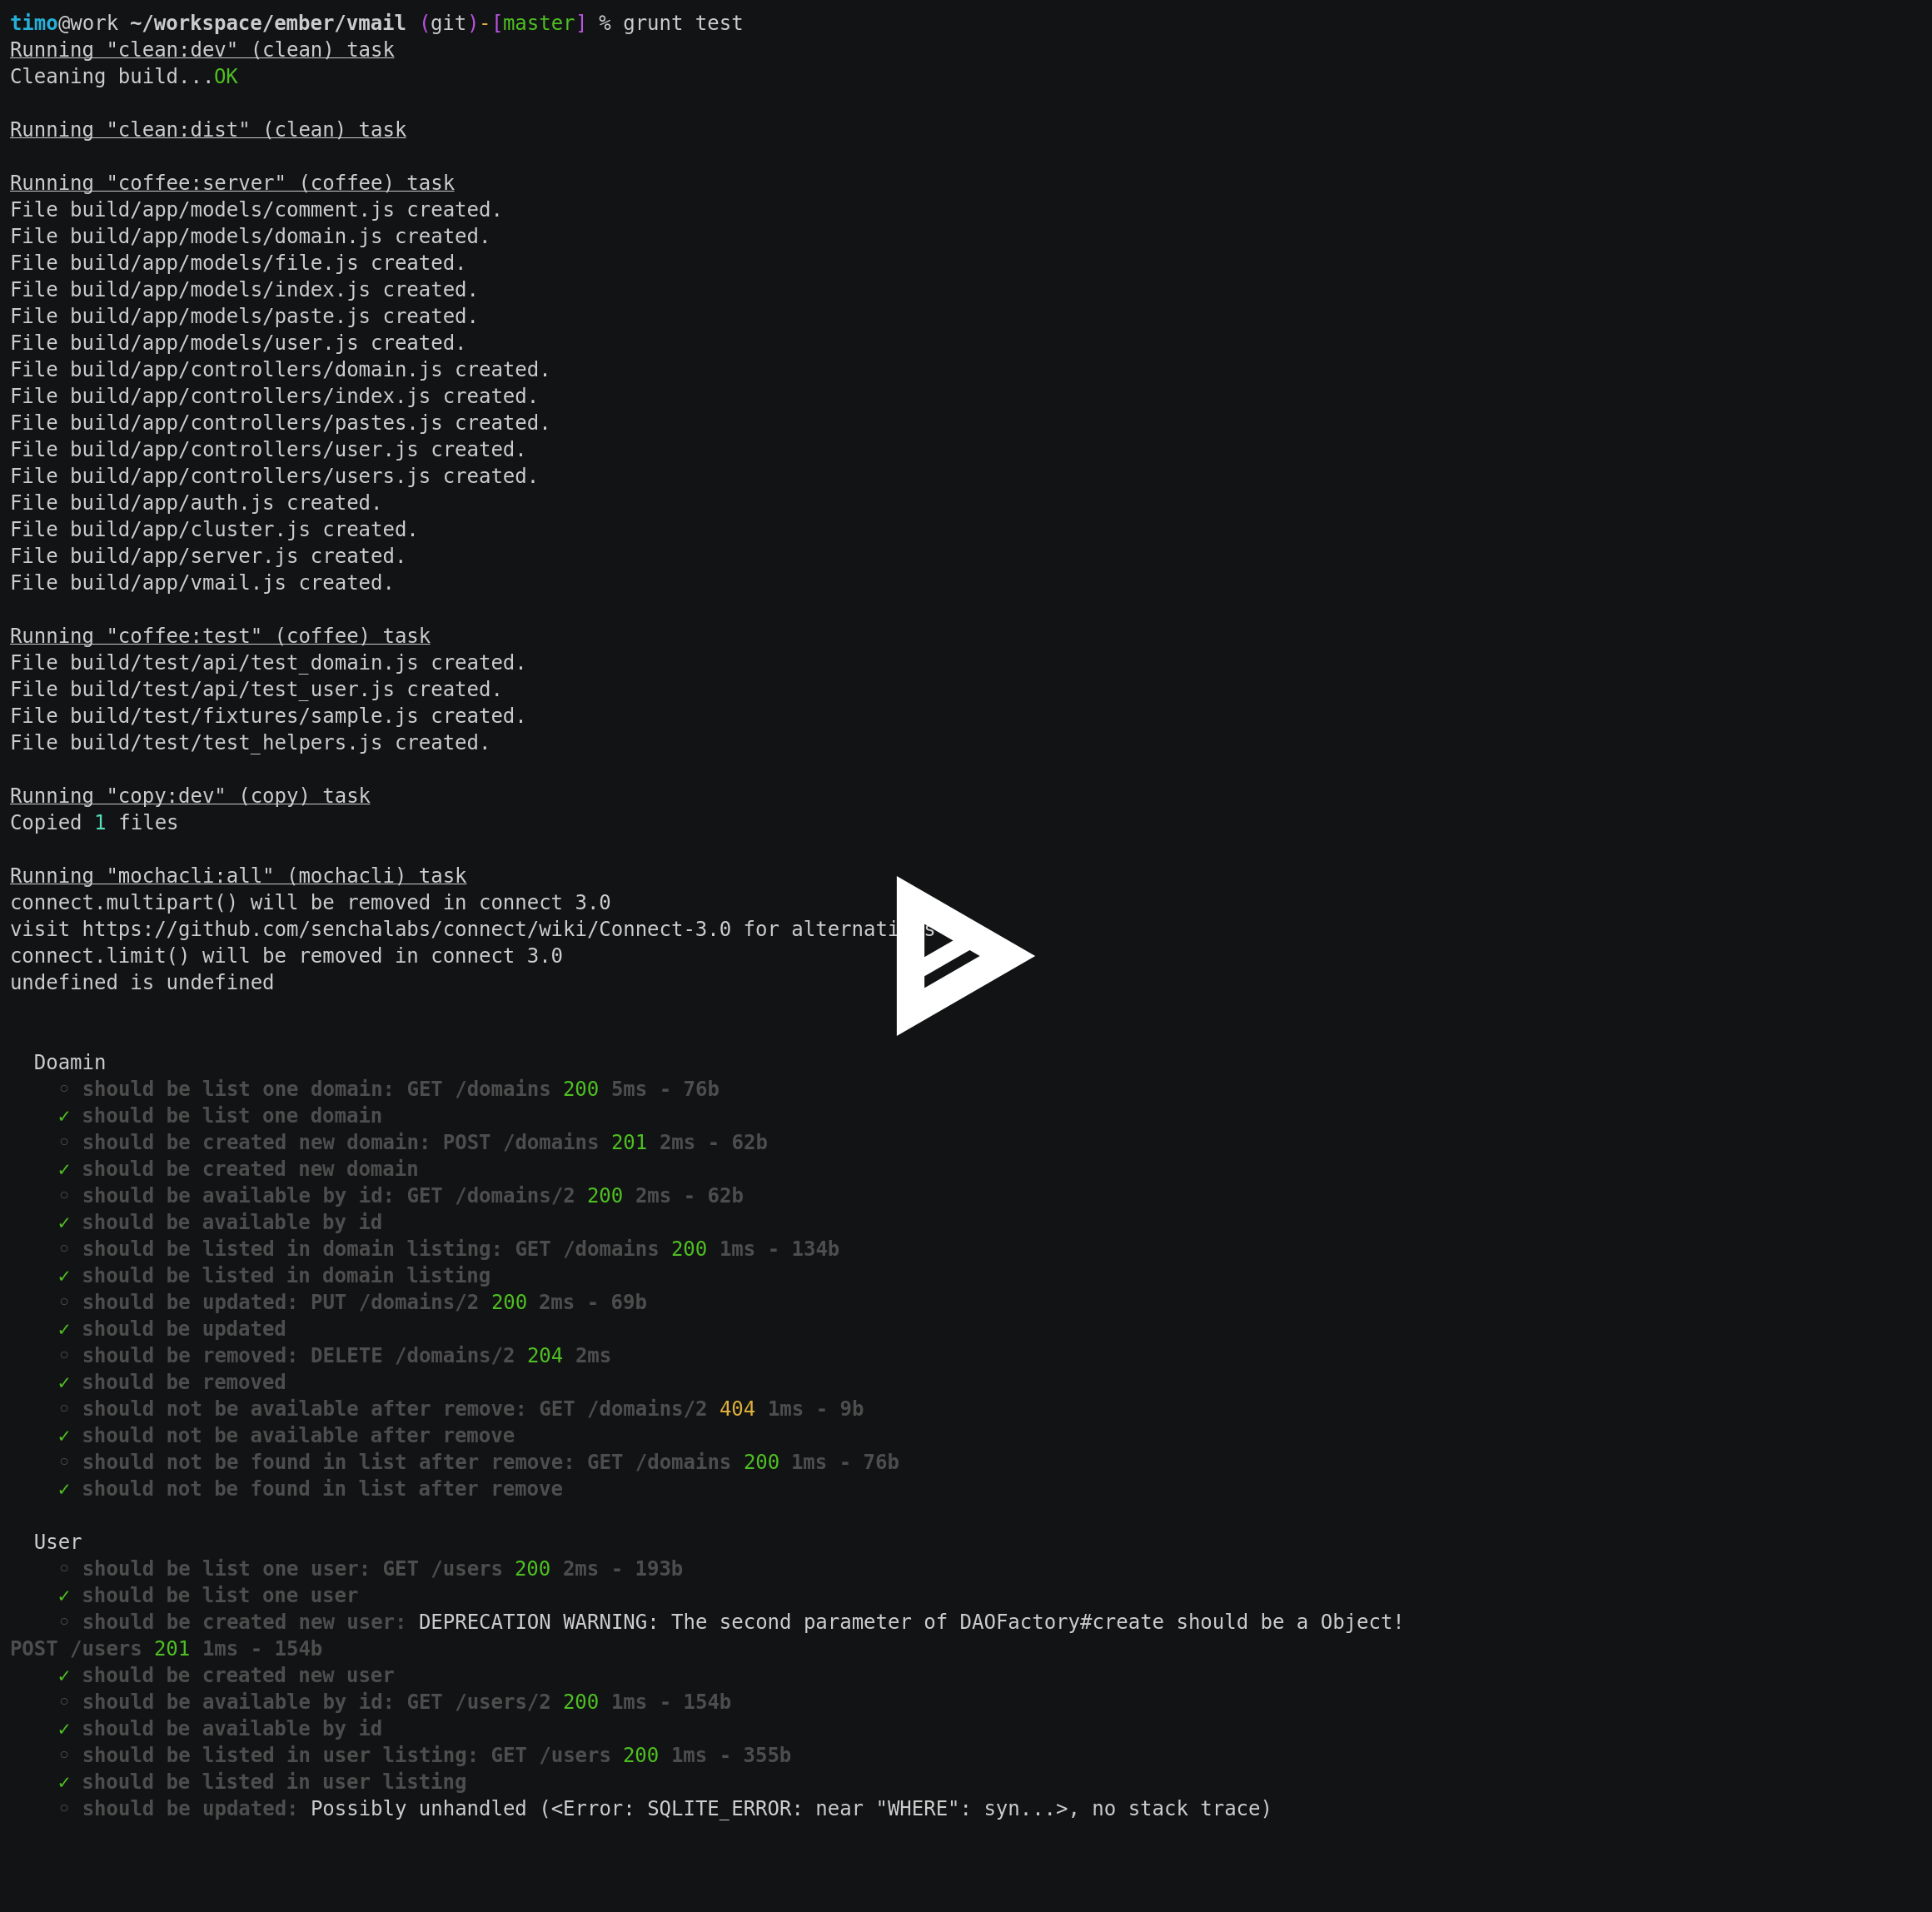 timo@work ~/workspace/ember/vmail (git)-[master] % grunt test
Running "clean:dev" (clean) task
Cleaning build...OK
Running "clean:dist" (clean) task
Running "coffee:server" (coffee) task
File build/app/models/comment.js created.
File build/app/models/domain.js created.
File build/app/models/file.js created.
File build/app/models/index.js created.
File build/app/models/paste.js created.
File build/app/models/user.js created.
File build/app/controllers/domain.js created.
File build/app/controllers/index.js created.
File build/app/controllers/pastes.js created.
File build/app/controllers/user.js created.
File build/app/controllers/users.js created.
File build/app/auth.js created.
File build/app/cluster.js created.
File build/app/server.js created.
File build/app/vmail.js created.
Running "coffee:test" (coffee) task
File build/test/api/test_domain.js created.
File build/test/api/test_user.js created.
File build/test/fixtures/sample.js created.
File build/test/test_helpers.js created.
Running "copy:dev" (copy) task
Copied 1 files
Running "mochacli:all" (mochacli) task
connect.multipart() will be removed in connect 3.0
visit https://github.com/senchalabs/connect/wiki/Connect-3.0 for
connect.limit() will be removed in connect 3.0
undefined is undefined
Doamin
◦ should be list one domain: GET /domains 200 5ms - 76b
✓ should be list one domain
◦ should be created new domain: POST /domains 201 2ms - 62b
✓ should be created new domain
◦ should be available by id: GET /domains/2 200 2ms - 62b
✓ should be available by id
◦ should be listed in domain listing: GET /domains 200 1ms - 134b
✓ should be listed in domain listing
◦ should be updated: PUT /domains/2 200 2ms - 69b
✓ should be updated
◦ should be removed: DELETE /domains/2 204 2ms
✓ should be removed
◦ should not be available after remove: GET /domains/2 404 1ms - 9b
✓ should not be available after remove
◦ should not be found in list after remove: GET /domains 200 1ms - 76b
✓ should not be found in list after remove
User
◦ should be list one user: GET /users 200 2ms - 193b
✓ should be list one user
◦ should be created new user: DEPRECATION WARNING: The second parameter of DAOFactory#create should be a Object!
POST /users 201 1ms - 154b
✓ should be created new user
◦ should be available by id: GET /users/2 200 1ms - 154b
✓ should be available by id
◦ should be listed in user listing: GET /users 200 1ms - 355b
✓ should be listed in user listing
◦ should be updated: Possibly unhandled (<Error: SQLITE_ERROR: near "WHERE": syn...>, no stack trace)